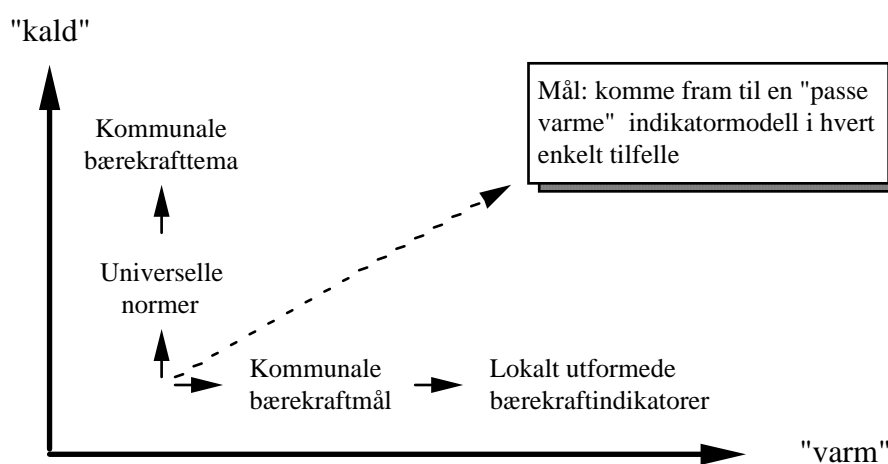 "kald"
Mål: komme fram til en "passe
varme" indikatormodell i hvert
enkelt tilfelle
Kommunale
bærekrafttema
Universelle
normer
Kommunale
bærekraftmål
Lokalt utformede
bærekraftindikatorer
"varm"